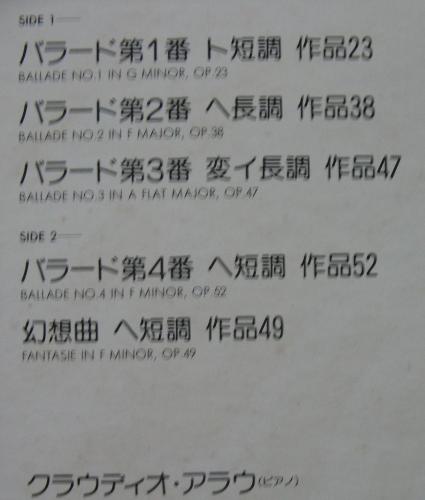 SIDE 1
バラード第1番 ト短調 作品23
BALLADE NO.1 IN G MINOR, OP.23
バラード第2番 ヘ長調 作品38
BALLADE NO.2 IN F MAJOR, OP.38
バラード第3番 変イ長調 作品47
BALLADE NO.3 IN A FLAT MAJOR, OP.47
SIDE 2
バラード第4番 ヘ短調 作品52
BALLADE NO.4 IN F MINOR, OP.52
幻想曲 ヘ短調 作品49
FANTASIE IN F MINOR, OP.49
クラウディオ・アラウ(ピアノ)